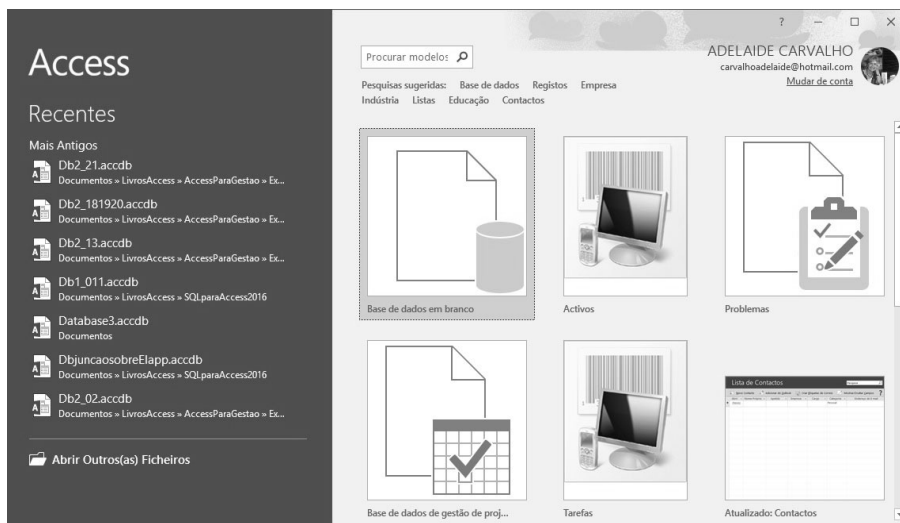 Access
Recentes
Mais Antigos
Db2_21.accdb
Documentos » LivrosAccess » AccessParaGestao » Ex...
Db2_181920.accdb
Documentos » LivrosAccess » AccessParaGestao » Ex...
Db2_13.accdb
Documentos » LivrosAccess » AccessParaGestao » Ex...
Db1_011.accdb
Documentos » LivrosAccess » SQLparaAccess2016
Database3.accdb
Documentos
DbjuncaosobreEIapp.accdb
Documentos » LivrosAccess » SQLparaAccess2016
Db2_02.accdb
Documentos » LivrosAccess » AccessParaGestao » Ex...
Abrir Outros(as) Ficheiros
?
ADELAIDE CARVALHO
carvalhoadelaide@hotmail.com
Mudar de conta
Procurar modelos
Pesquisas sugeridas: Base de dados Registos Empresa
Indústria Listas Educação Contactos
Base de dados em branco
Activos
Problemas
Base de dados de gestão de proj...
Tarefas
Lista de Contactos
Atualizado: Contactos